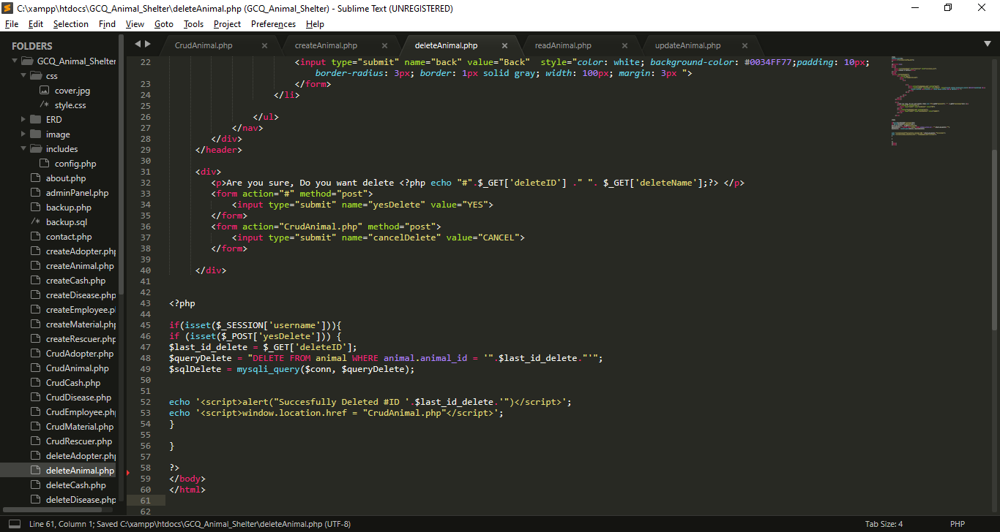 C:\xampp\htdocs\GCQ_Animal_Shelter\deleteAnimal.php (GCQ_Animal_Shelter) - Sublime Text (UNREGISTERED)
File Edit Selection Find View Goto Tools Project Preferences Help
FOLDERS
GCQ_Animal_Shelter
css
cover.jpg
/* style.css
ERD
image
includes
config.php
about.php
adminPanel.php
backup.php
/* backup.sql
contact.php
createAdopter.php
createAnimal.php
createCash.php
createDisease.php
createEmployee.pl
createMaterial.php
createRescuer.php
CrudAdopter.php
CrudAnimal.php
CrudCash.php
CrudDisease.php
CrudEmployee.php
CrudMaterial.php
CrudRescuer.php
deleteAdopter.php
deleteAnimal.php
deleteCash.php
deleteDisease.php
CrudAnimal.php × createAnimal.php × deleteAnimal.php × readAnimal.php × updateAnimal.php ×
22 <input type="submit" name="back" value="Back"  style="color: white; background-color: #0034FF77;padding: 10px;
border-radius: 3px; border: 1px solid gray; width: 100px; margin: 3px ">
23 </form>
24 </li>
25
26 </ul>
27 </nav>
28 </div>
29 </header>
30
31 <div>
32 <p>Are you sure, Do you want delete <?php echo "#".$_GET['deleteID'] ." ". $_GET['deleteName'];?> </p>
33 <form action="#" method="post">
34 <input type="submit" name="yesDelete" value="YES">
35 </form>
36 <form action="CrudAnimal.php" method="post">
37 <input type="submit" name="cancelDelete" value="CANCEL">
38 </form>
39
40 </div>
41
42
43 <?php
44
45 if(isset($_SESSION['username'])){
46 if (isset($_POST['yesDelete'])) {
47 $last_id_delete = $_GET['deleteID'];
48 $queryDelete = "DELETE FROM animal WHERE animal.animal_id = '".$last_id_delete."'";
49 $sqlDelete = mysqli_query($conn, $queryDelete);
50
51
52 echo '<script>alert("Succesfully Deleted #ID '.$last_id_delete.'")</script>';
53 echo '<script>window.location.href = "CrudAnimal.php"</script>';
54 }
55
56 }
57
58 ?>
59 </body>
60 </html>
61
62
Line 61, Column 1; Saved C:\xampp\htdocs\GCQ_Animal_Shelter\deleteAnimal.php (UTF-8) Tab Size: 4 PHP